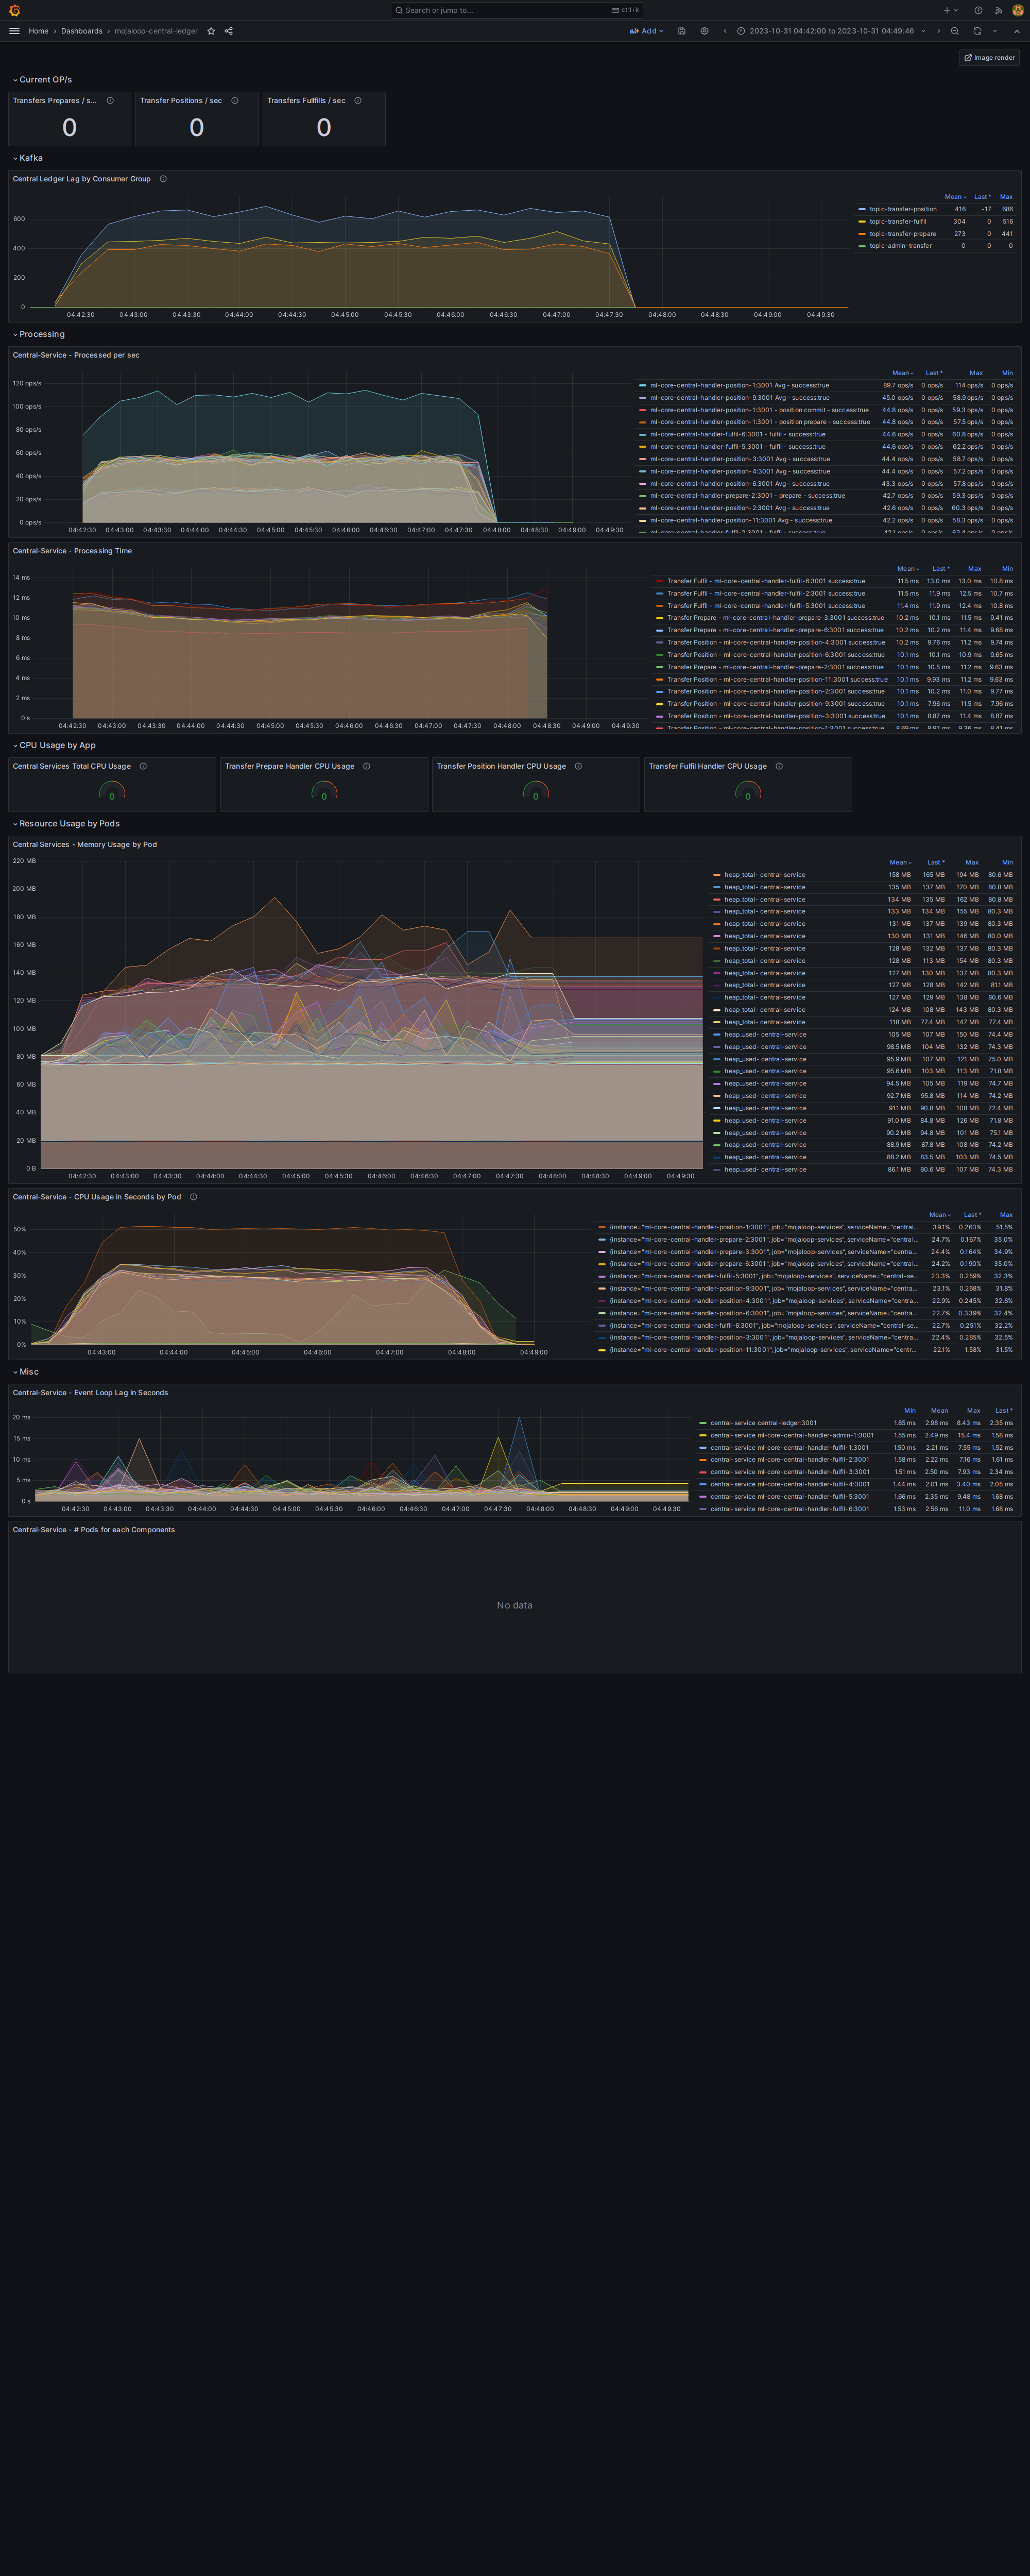 Search or jump to...
ctrl+k
Home › Dashboards › mojaloop-central-ledger
Add
2023-10-31 04:42:00 to 2023-10-31 04:49:46
Image render
Current OP/s
Transfers Prepares / s...
Transfer Positions / sec
Transfers Fullfills / sec
0
0
0
Kafka
Central Ledger Lag by Consumer Group
600
400
200
0
04:42:30 04:43:00 04:43:30 04:44:00 04:44:30 04:45:00 04:45:30 04:46:00 04:46:30 04:47:00 04:47:30 04:48:00 04:48:30 04:49:00 04:49:30
Mean Last * Max
topic-transfer-position 416 -17 686
topic-transfer-fulfil 304 0 516
topic-transfer-prepare 273 0 441
topic-admin-transfer 0 0 0
Processing
Central-Service - Processed per sec
120 ops/s
100 ops/s
80 ops/s
60 ops/s
40 ops/s
20 ops/s
0 ops/s
04:42:30 04:43:00 04:43:30 04:44:00 04:44:30 04:45:00 04:45:30 04:46:00 04:46:30 04:47:00 04:47:30 04:48:00 04:48:30 04:49:00 04:49:30
Mean Last * Max Min
ml-core-central-handler-position-1:3001 Avg - success:true 89.7 ops/s 0 ops/s 114 ops/s 0 ops/s
ml-core-central-handler-position-9:3001 Avg - success:true 45.0 ops/s 0 ops/s 58.9 ops/s 0 ops/s
ml-core-central-handler-position-1:3001 - position commit - success:true 44.8 ops/s 0 ops/s 59.3 ops/s 0 ops/s
ml-core-central-handler-position-1:3001 - position prepare - success:true 44.8 ops/s 0 ops/s 57.5 ops/s 0 ops/s
ml-core-central-handler-fulfil-6:3001 - fulfil - success:true 44.6 ops/s 0 ops/s 60.8 ops/s 0 ops/s
ml-core-central-handler-fulfil-5:3001 - fulfil - success:true 44.6 ops/s 0 ops/s 62.2 ops/s 0 ops/s
ml-core-central-handler-position-3:3001 Avg - success:true 44.4 ops/s 0 ops/s 58.7 ops/s 0 ops/s
ml-core-central-handler-position-4:3001 Avg - success:true 44.4 ops/s 0 ops/s 57.2 ops/s 0 ops/s
ml-core-central-handler-position-6:3001 Avg - success:true 43.3 ops/s 0 ops/s 57.8 ops/s 0 ops/s
ml-core-central-handler-prepare-2:3001 - prepare - success:true 42.7 ops/s 0 ops/s 59.3 ops/s 0 ops/s
ml-core-central-handler-position-2:3001 Avg - success:true 42.6 ops/s 0 ops/s 60.3 ops/s 0 ops/s
ml-core-central-handler-position-11:3001 Avg - success:true 42.2 ops/s 0 ops/s 58.3 ops/s 0 ops/s
ml-core-central-handler-fulfil-2:3001 - fulfil - success:true 42.1 ops/s 0 ops/s 62.4 ops/s 0 ops/s
Central-Service - Processing Time
14 ms
12 ms
10 ms
8 ms
6 ms
4 ms
2 ms
0 s
04:42:30 04:43:00 04:43:30 04:44:00 04:44:30 04:45:00 04:45:30 04:46:00 04:46:30 04:47:00 04:47:30 04:48:00 04:48:30 04:49:00 04:49:30
Mean Last * Max Min
Transfer Fulfil - ml-core-central-handler-fulfil-6:3001 success:true 11.5 ms 13.0 ms 13.0 ms 10.8 ms
Transfer Fulfil - ml-core-central-handler-fulfil-2:3001 success:true 11.5 ms 11.9 ms 12.5 ms 10.7 ms
Transfer Fulfil - ml-core-central-handler-fulfil-5:3001 success:true 11.4 ms 11.9 ms 12.4 ms 10.8 ms
Transfer Prepare - ml-core-central-handler-prepare-3:3001 success:true 10.2 ms 10.1 ms 11.5 ms 9.41 ms
Transfer Prepare - ml-core-central-handler-prepare-6:3001 success:true 10.2 ms 10.2 ms 11.4 ms 9.68 ms
Transfer Position - ml-core-central-handler-position-4:3001 success:true 10.2 ms 9.76 ms 11.2 ms 9.74 ms
Transfer Position - ml-core-central-handler-position-6:3001 success:true 10.1 ms 10.1 ms 10.9 ms 9.65 ms
Transfer Prepare - ml-core-central-handler-prepare-2:3001 success:true 10.1 ms 10.5 ms 11.2 ms 9.63 ms
Transfer Position - ml-core-central-handler-position-11:3001 success:true 10.1 ms 9.93 ms 11.2 ms 9.63 ms
Transfer Position - ml-core-central-handler-position-2:3001 success:true 10.1 ms 10.2 ms 11.0 ms 9.77 ms
Transfer Position - ml-core-central-handler-position-9:3001 success:true 10.1 ms 7.96 ms 11.5 ms 7.96 ms
Transfer Position - ml-core-central-handler-position-3:3001 success:true 10.1 ms 8.87 ms 11.4 ms 8.87 ms
Transfer Position - ml-core-central-handler-position-1:3001 success:true 8.69 ms 8.97 ms 9.36 ms 8.41 ms
CPU Usage by App
Central Services Total CPU Usage
Transfer Prepare Handler CPU Usage
Transfer Position Handler CPU Usage
Transfer Fulfil Handler CPU Usage
0
0
0
0
Resource Usage by Pods
Central Services - Memory Usage by Pod
220 MB
200 MB
180 MB
160 MB
140 MB
120 MB
100 MB
80 MB
60 MB
40 MB
20 MB
0 B
04:42:30 04:43:00 04:43:30 04:44:00 04:44:30 04:45:00 04:45:30 04:46:00 04:46:30 04:47:00 04:47:30 04:48:00 04:48:30 04:49:00 04:49:30
Mean Last * Max Min
heap_total- central-service 158 MB 165 MB 194 MB 80.6 MB
heap_total- central-service 135 MB 137 MB 170 MB 80.8 MB
heap_total- central-service 134 MB 135 MB 162 MB 80.8 MB
heap_total- central-service 133 MB 134 MB 155 MB 80.3 MB
heap_total- central-service 131 MB 137 MB 139 MB 80.3 MB
heap_total- central-service 130 MB 131 MB 146 MB 80.0 MB
heap_total- central-service 128 MB 132 MB 137 MB 80.3 MB
heap_total- central-service 128 MB 113 MB 154 MB 80.3 MB
heap_total- central-service 127 MB 130 MB 137 MB 80.3 MB
heap_total- central-service 127 MB 128 MB 142 MB 81.1 MB
heap_total- central-service 127 MB 129 MB 138 MB 80.6 MB
heap_total- central-service 124 MB 108 MB 143 MB 80.3 MB
heap_total- central-service 118 MB 77.4 MB 147 MB 77.4 MB
heap_used- central-service 105 MB 107 MB 150 MB 74.4 MB
heap_used- central-service 96.5 MB 104 MB 132 MB 74.3 MB
heap_used- central-service 95.9 MB 107 MB 121 MB 75.0 MB
heap_used- central-service 95.6 MB 103 MB 113 MB 71.8 MB
heap_used- central-service 94.5 MB 105 MB 119 MB 74.7 MB
heap_used- central-service 92.7 MB 95.8 MB 114 MB 74.2 MB
heap_used- central-service 91.1 MB 90.8 MB 108 MB 72.4 MB
heap_used- central-service 91.0 MB 84.8 MB 126 MB 71.8 MB
heap_used- central-service 90.2 MB 94.8 MB 101 MB 75.1 MB
heap_used- central-service 88.9 MB 87.8 MB 108 MB 74.2 MB
heap_used- central-service 88.2 MB 83.5 MB 103 MB 74.5 MB
heap_used- central-service 86.1 MB 80.6 MB 107 MB 74.3 MB
Central-Service - CPU Usage in Seconds by Pod
50%
40%
30%
20%
10%
0%
04:43:00 04:44:00 04:45:00 04:46:00 04:47:00 04:48:00 04:49:00
Mean Last * Max
{instance="ml-core-central-handler-position-1:3001", job="mojaloop-services", serviceName="central... 39.1% 0.263% 51.5%
{instance="ml-core-central-handler-prepare-2:3001", job="mojaloop-services", serviceName="central... 24.7% 0.167% 35.0%
{instance="ml-core-central-handler-prepare-3:3001", job="mojaloop-services", serviceName="centra... 24.4% 0.164% 34.9%
{instance="ml-core-central-handler-prepare-6:3001", job="mojaloop-services", serviceName="centra... 24.2% 0.190% 35.0%
{instance="ml-core-central-handler-fulfil-5:3001", job="mojaloop-services", serviceName="central-se... 23.3% 0.259% 32.3%
{instance="ml-core-central-handler-position-9:3001", job="mojaloop-services", serviceName="centra... 23.1% 0.268% 31.8%
{instance="ml-core-central-handler-position-4:3001", job="mojaloop-services", serviceName="centra... 22.9% 0.245% 32.6%
{instance="ml-core-central-handler-position-6:3001", job="mojaloop-services", serviceName="centra... 22.7% 0.339% 32.4%
{instance="ml-core-central-handler-fulfil-6:3001", job="mojaloop-services", serviceName="central-se... 22.7% 0.251% 32.2%
{instance="ml-core-central-handler-position-3:3001", job="mojaloop-services", serviceName="centra... 22.4% 0.285% 32.5%
{instance="ml-core-central-handler-position-11:3001", job="mojaloop-services", serviceName="centr... 22.1% 1.58% 31.5%
Misc
Central-Service - Event Loop Lag in Seconds
20 ms
15 ms
10 ms
5 ms
0 s
04:42:30 04:43:00 04:43:30 04:44:00 04:44:30 04:45:00 04:45:30 04:46:00 04:46:30 04:47:00 04:47:30 04:48:00 04:48:30 04:49:00 04:49:30
Min Mean Max Last *
central-service central-ledger:3001 1.85 ms 2.98 ms 8.43 ms 2.35 ms
central-service ml-core-central-handler-admin-1:3001 1.55 ms 2.49 ms 15.4 ms 1.58 ms
central-service ml-core-central-handler-fulfil-1:3001 1.50 ms 2.21 ms 7.55 ms 1.52 ms
central-service ml-core-central-handler-fulfil-2:3001 1.58 ms 2.22 ms 7.16 ms 1.61 ms
central-service ml-core-central-handler-fulfil-3:3001 1.51 ms 2.50 ms 7.93 ms 2.34 ms
central-service ml-core-central-handler-fulfil-4:3001 1.44 ms 2.01 ms 3.40 ms 2.05 ms
central-service ml-core-central-handler-fulfil-5:3001 1.66 ms 2.35 ms 9.48 ms 1.68 ms
central-service ml-core-central-handler-fulfil-6:3001 1.53 ms 2.56 ms 11.0 ms 1.68 ms
Central-Service - # Pods for each Components
No data